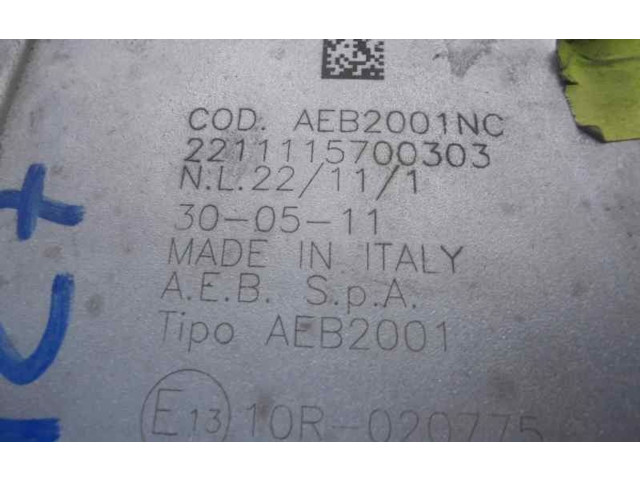 COD. AEB2001NC
2211115700303
N.L.22/11/1
30-05-11
MADE IN ITALY
A.E.B. S.p.A.
Tipo AEB2001
E13 10R-020775